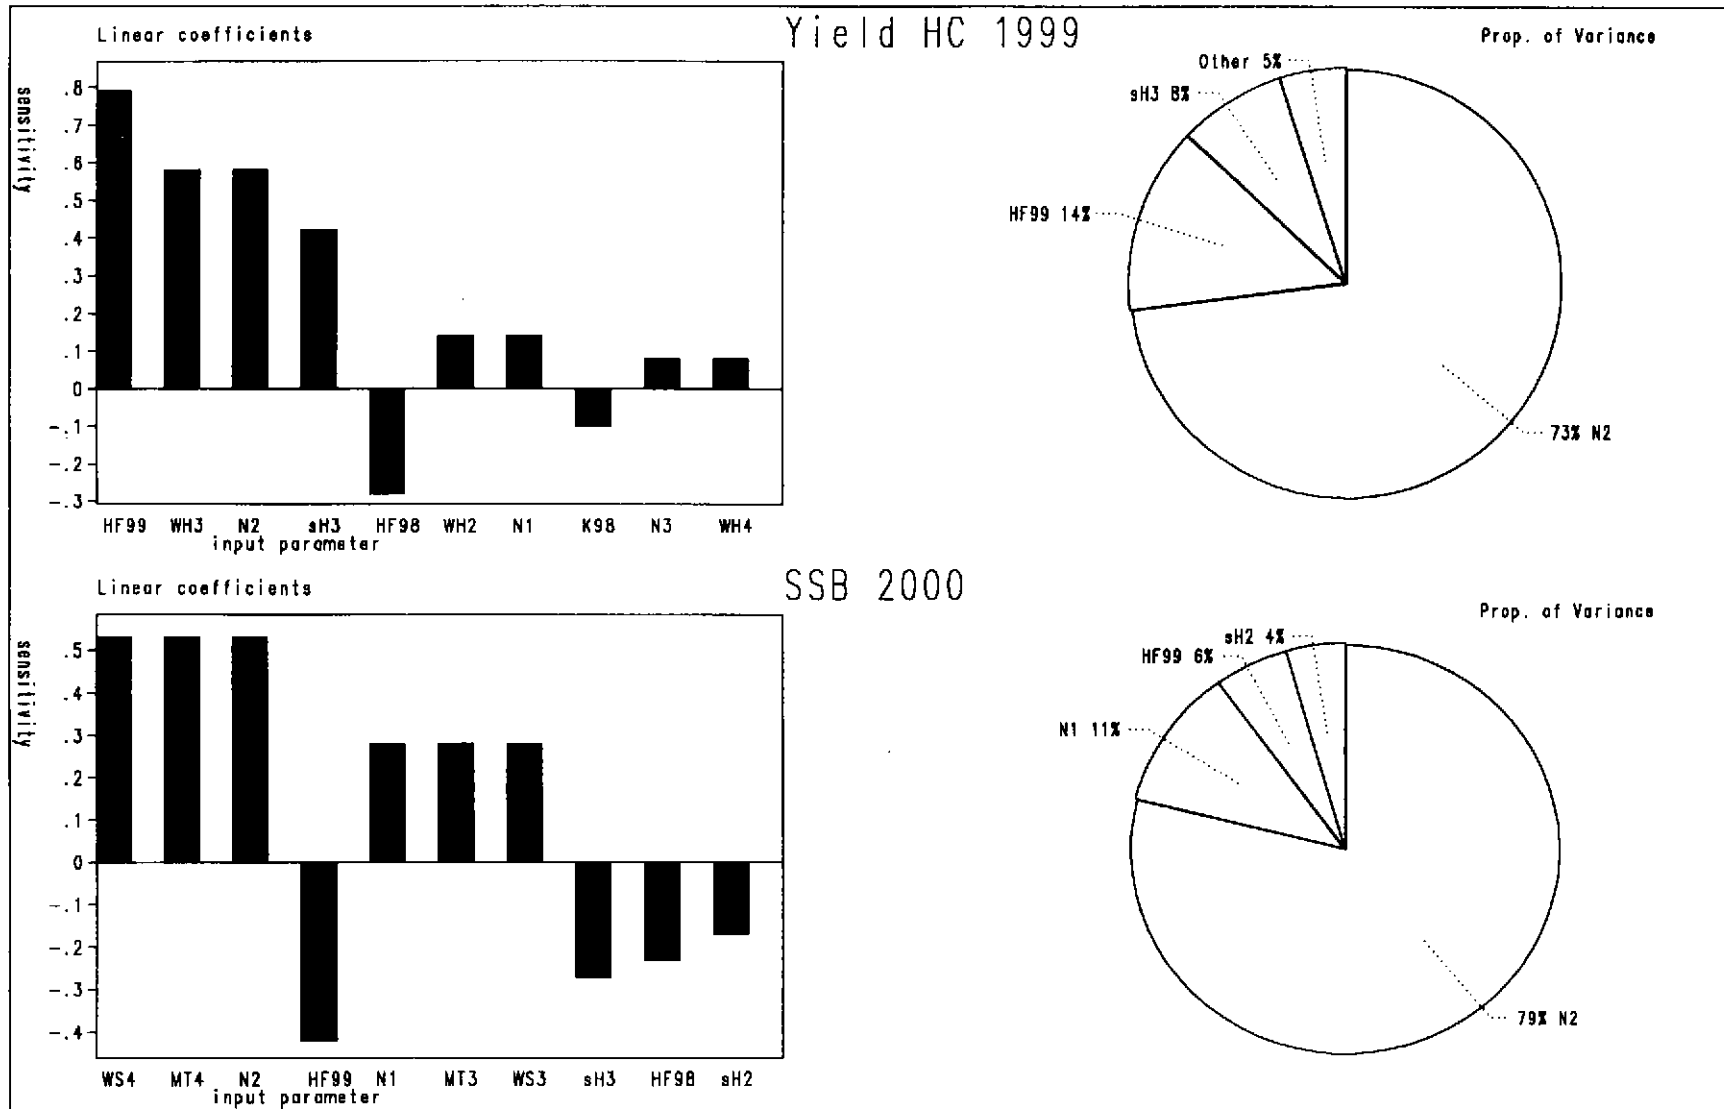 Yield HC 1999
Linear coefficients
Prop. of Variance
sensitivity
.8
.7
.6
.5
.4
.3
.2
.1
0
-.1
-.2
-.3
HF99 WH3 N2 sH3 HF98 WH2 N1 K98 N3 WH4
input parameter
Other 5%
sH3 8%
HF99 14%
73% N2
SSB 2000
Linear coefficients
Prop. of Variance
sensitivity
.5
.4
.3
.2
.1
0
-.1
-.2
-.3
-.4
WS4 MT4 N2 HF99 N1 MT3 WS3 sH3 HF98 sH2
input parameter
sH2 4%
HF99 6%
N1 11%
79% N2